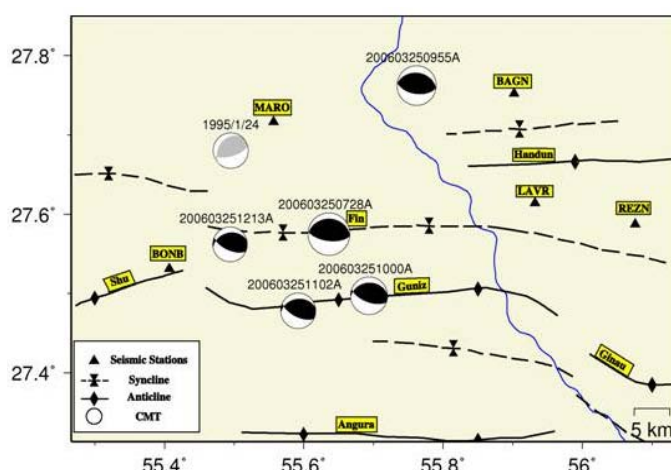 27.8
200603250955A
BAGN
MARO
1995/1/24
Handun
LAVR
200603250728A
REZN
27.6
200603251213A
Fin
BONB
200603251000A
Shu
200603251102A
Guniz
Seismic Stations
Syncline
27.4
Anticline
Ginau
CMT
Angura
5 km
55.4
55.6
55.8
56